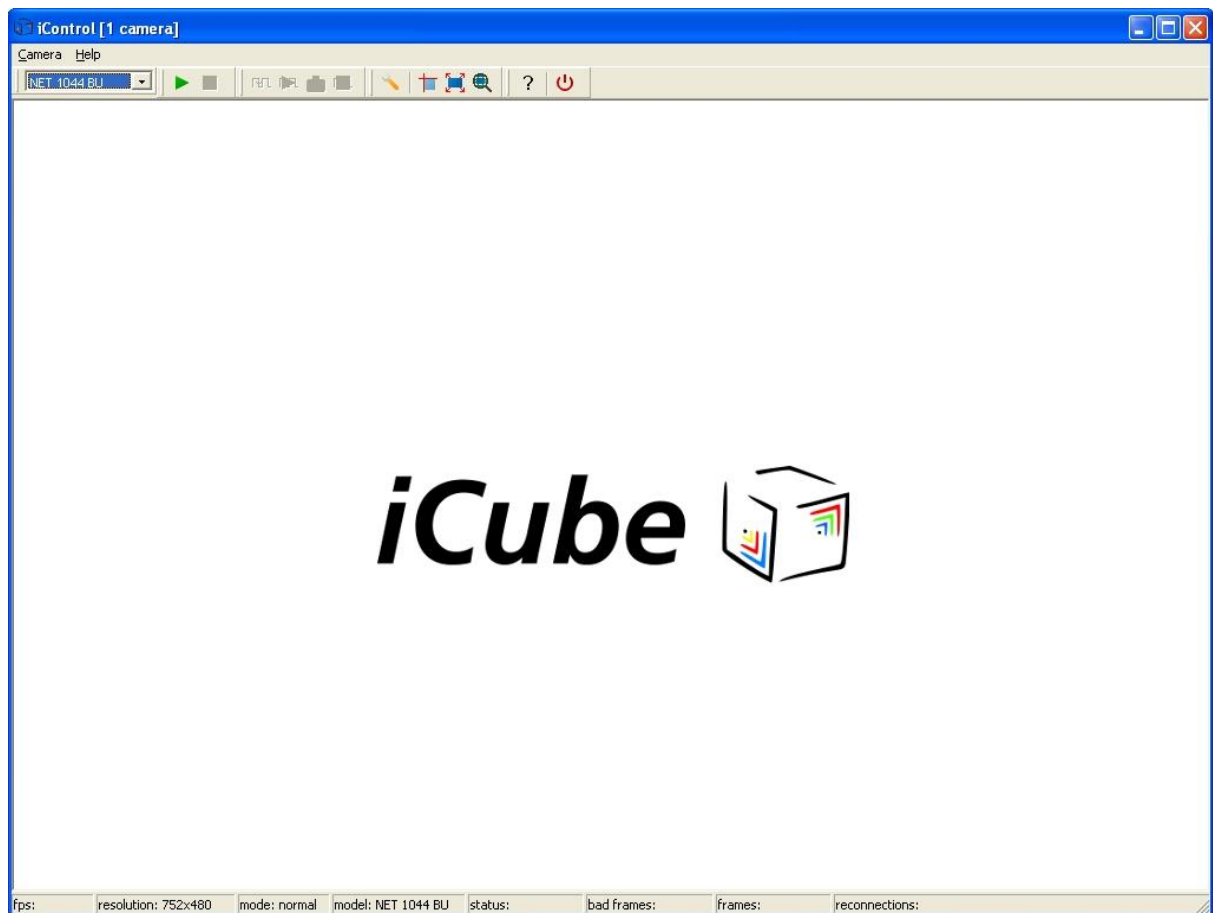 iControl [1 camera]
Camera Help
NET 1044 BU
?
iCube
fps: resolution: 752x480 mode: normal model: NET 1044 BU status: bad frames: frames: reconnections: